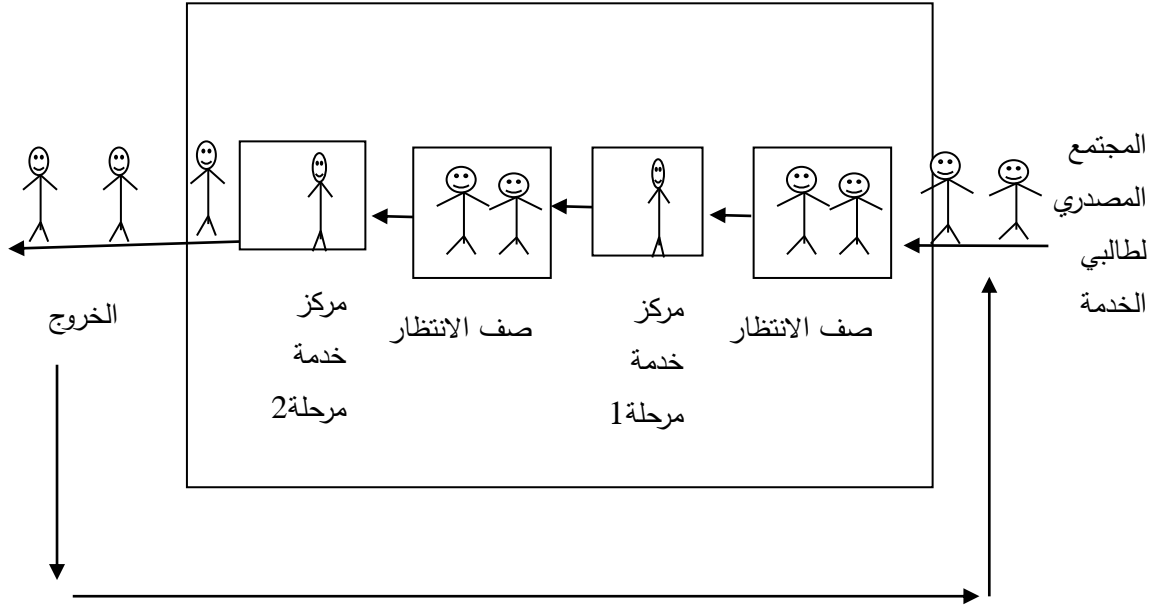 المجتمع
المصدري
لطالبي
الخدمة
صف الانتظار
مركز
خدمة
مرحلة1
صف الانتظار
مركز
خدمة
مرحلة2
الخروج